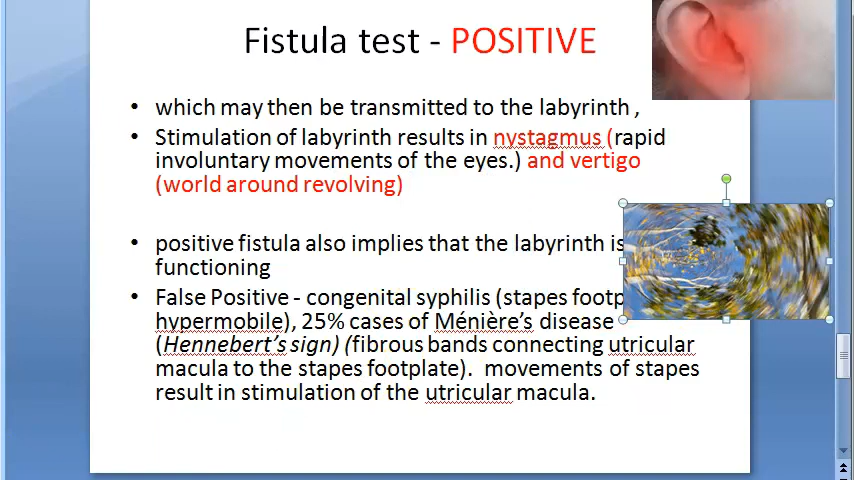 Fistula test - POSITIVE
• which may then be transmitted to the labyrinth ,
• Stimulation of labyrinth results in nystagmus (rapid
involuntary movements of the eyes.) and vertigo
(world around revolving)
• positive fistula also implies that the labyrinth is
functioning
• False Positive - congenital syphilis (stapes footp
hypermobile), 25% cases of Ménière’s disease
(Hennebert’s sign) (fibrous bands connecting utricular
macula to the stapes footplate). movements of stapes
result in stimulation of the utricular macula.